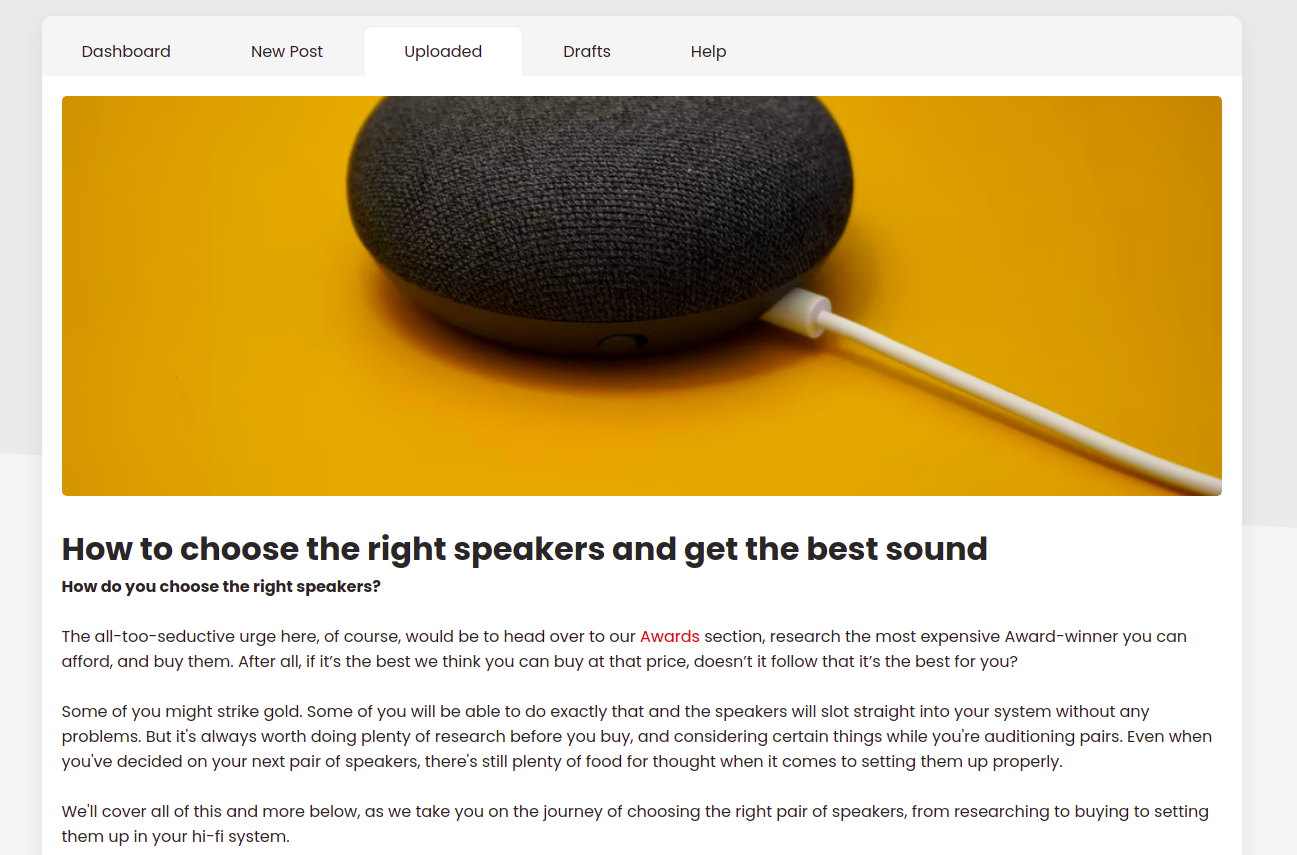 Dashboard New Post Uploaded Drafts Help
How to choose the right speakers and get the best sound
How do you choose the right speakers?
The all-too-seductive urge here, of course, would be to head over to our Awards section, research the most expensive Award-winner you can
afford, and buy them. After all, if it’s the best we think you can buy at that price, doesn’t it follow that it’s the best for you?
Some of you might strike gold. Some of you will be able to do exactly that and the speakers will slot straight into your system without any
problems. But it's always worth doing plenty of research before you buy, and considering certain things while you're auditioning pairs. Even when
you've decided on your next pair of speakers, there's still plenty of food for thought when it comes to setting them up properly.
We'll cover all of this and more below, as we take you on the journey of choosing the right pair of speakers, from researching to buying to setting
them up in your hi-fi system.